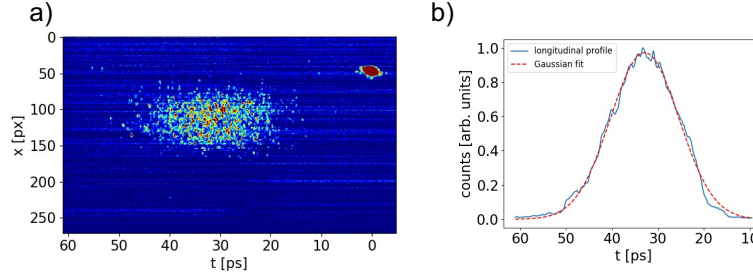 a)
0
50
100
150
200
250
x [px]
60 50 40 30 20 10 0
t [ps]
b)
1.0
0.8
0.6
0.4
0.2
0.0
counts [arb. units]
longitudinal profile
Gaussian fit
60 50 40 30 20 10
t [ps]